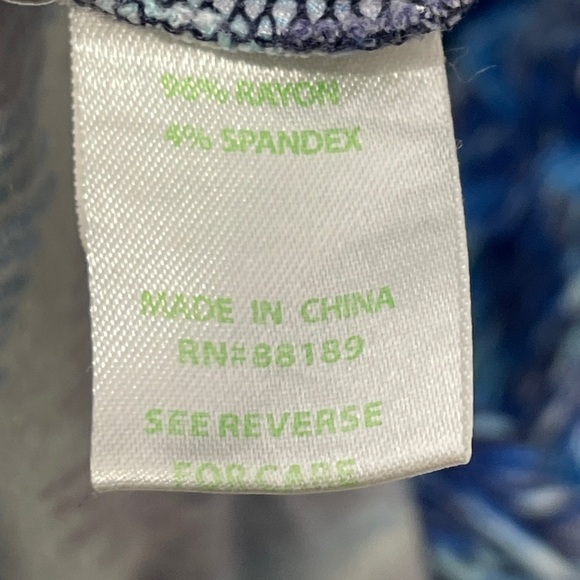 96% RAYON
4% SPANDEX
MADE IN CHINA
RN#88189
SEE REVERSE
FOR CARE